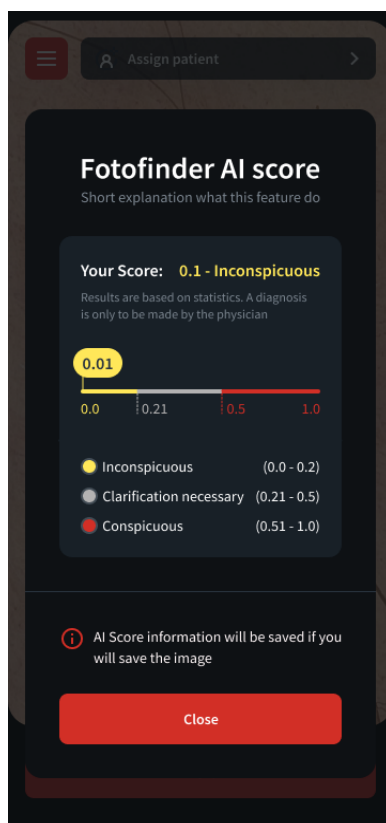 Assign patient
Fotofinder AI score
Short explanation what this feature do
Your Score: 0.1 - Inconspicuous
Results are based on statistics. A diagnosis
is only to be made by the physician
0.01
0.0 0.21 0.5 1.0
Inconspicuous (0.0 - 0.2)
Clarification necessary (0.21 - 0.5)
Conspicuous (0.51 - 1.0)
AI Score information will be saved if you
will save the image
Close